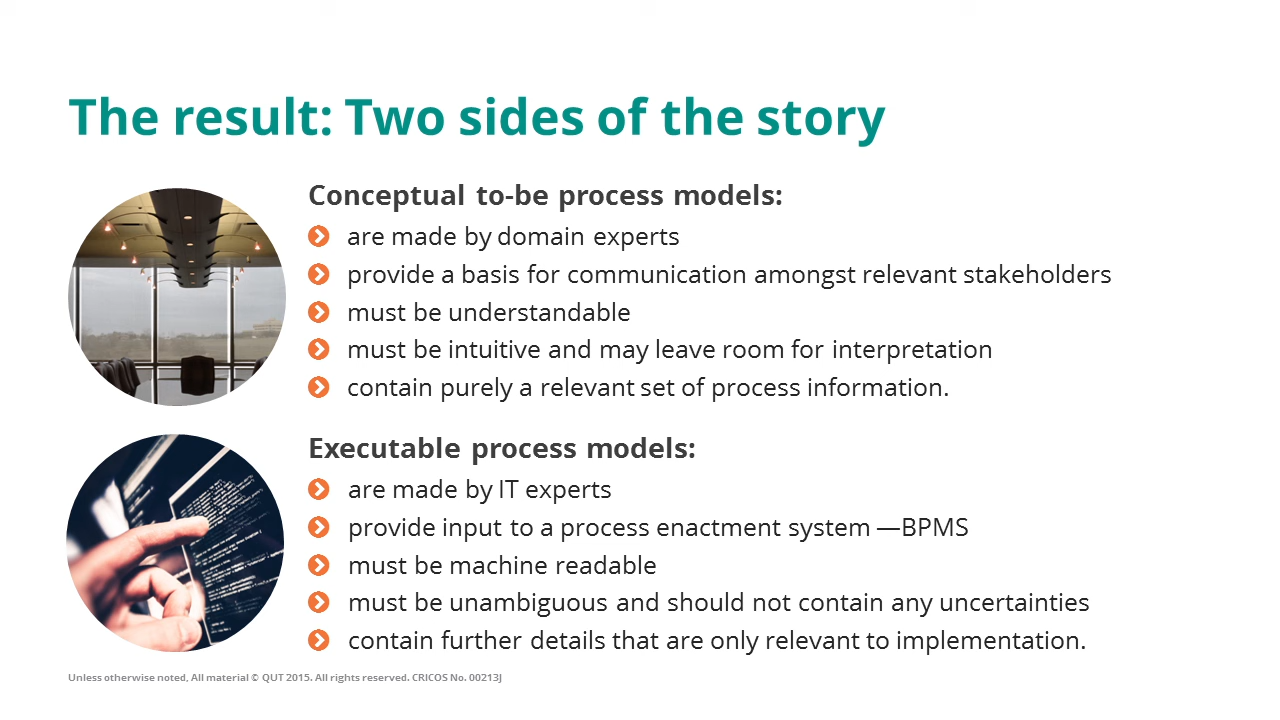 The result: Two sides of the story
Conceptual to-be process models:
are made by domain experts
provide a basis for communication amongst relevant stakeholders
must be understandable
must be intuitive and may leave room for interpretation
contain purely a relevant set of process information.
Executable process models:
are made by IT experts
provide input to a process enactment system —BPMS
must be machine readable
must be unambiguous and should not contain any uncertainties
contain further details that are only relevant to implementation.
Unless otherwise noted, All material © QUT 2015. All rights reserved. CRICOS No. 00213J